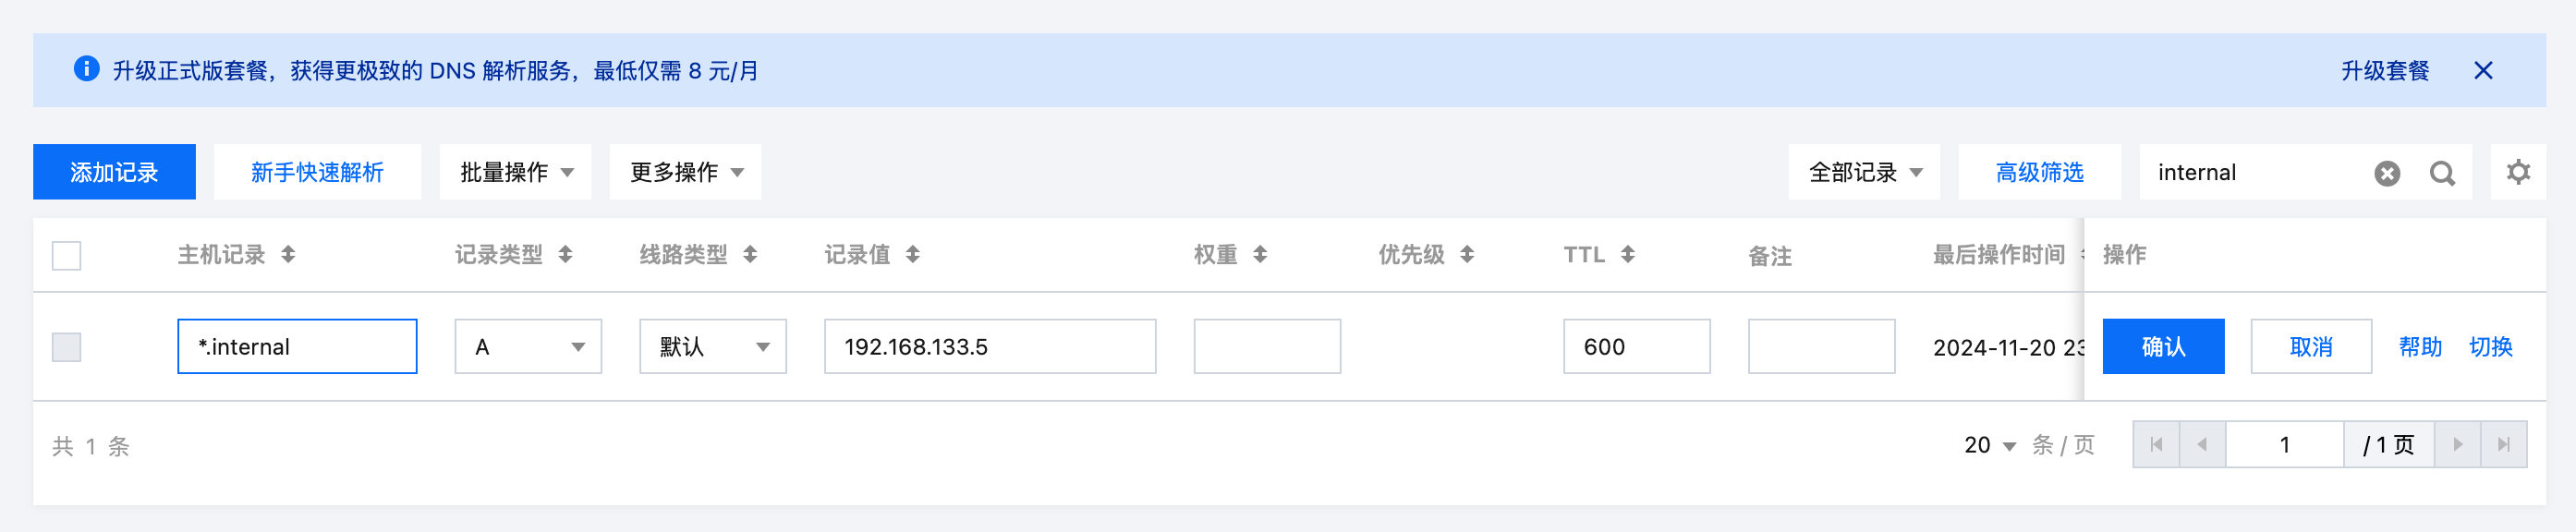 升级正式版套餐，获得更极致的 DNS 解析服务，最低仅需 8 元/月 升级套餐
添加记录 新手快速解析 批量操作 更多操作 全部记录 高级筛选 internal
主机记录 记录类型 线路类型 记录值 权重 优先级 TTL 备注 最后操作时间 操作
*.internal A 默认 192.168.133.5 600 2024-11-20 23 确认 取消 帮助 切换
共 1 条 20 条 / 页 1 / 1 页